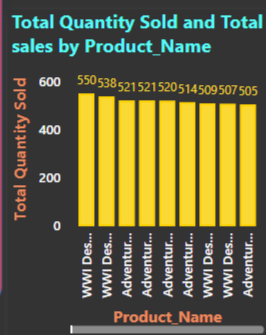 Total Quantity Sold and Total
sales by Product_Name
Total Quantity Sold
600
400
200
0
550 538 521 521 520 514 509 507 505
WWI Des...
WWI Des...
Adventur...
Adventur...
Adventur...
Adventur...
WWI Des...
WWI Des...
Adventur...
Product_Name